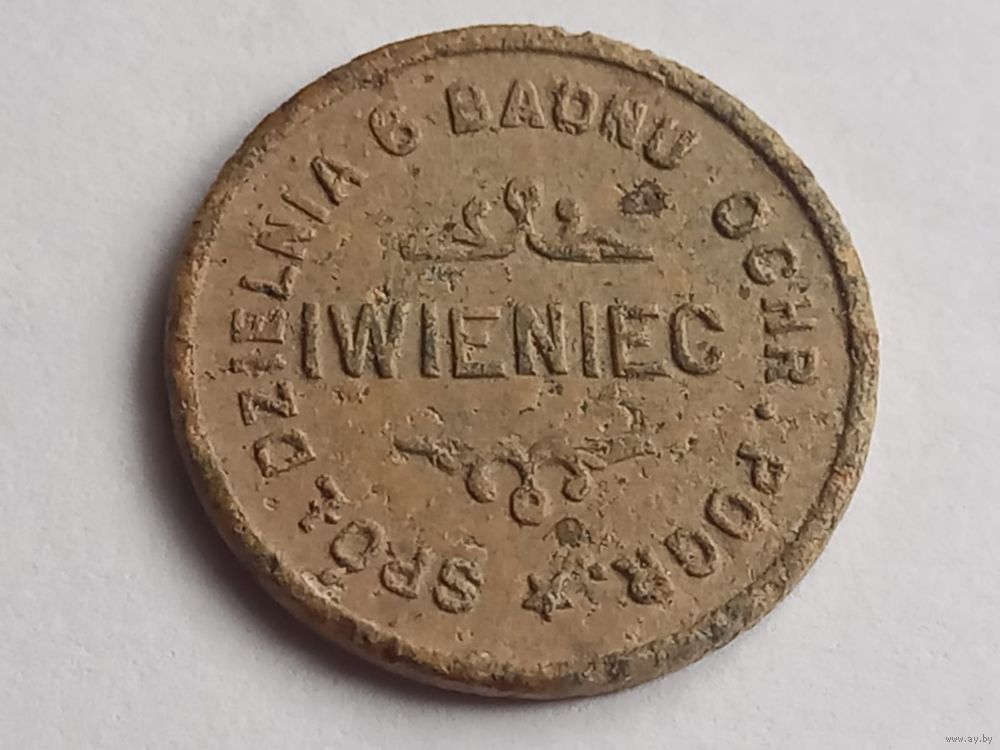 SPÓŁDZIELNIA 6 BAONU OCHR. POGR.
IWIENIEC
www.ay.by